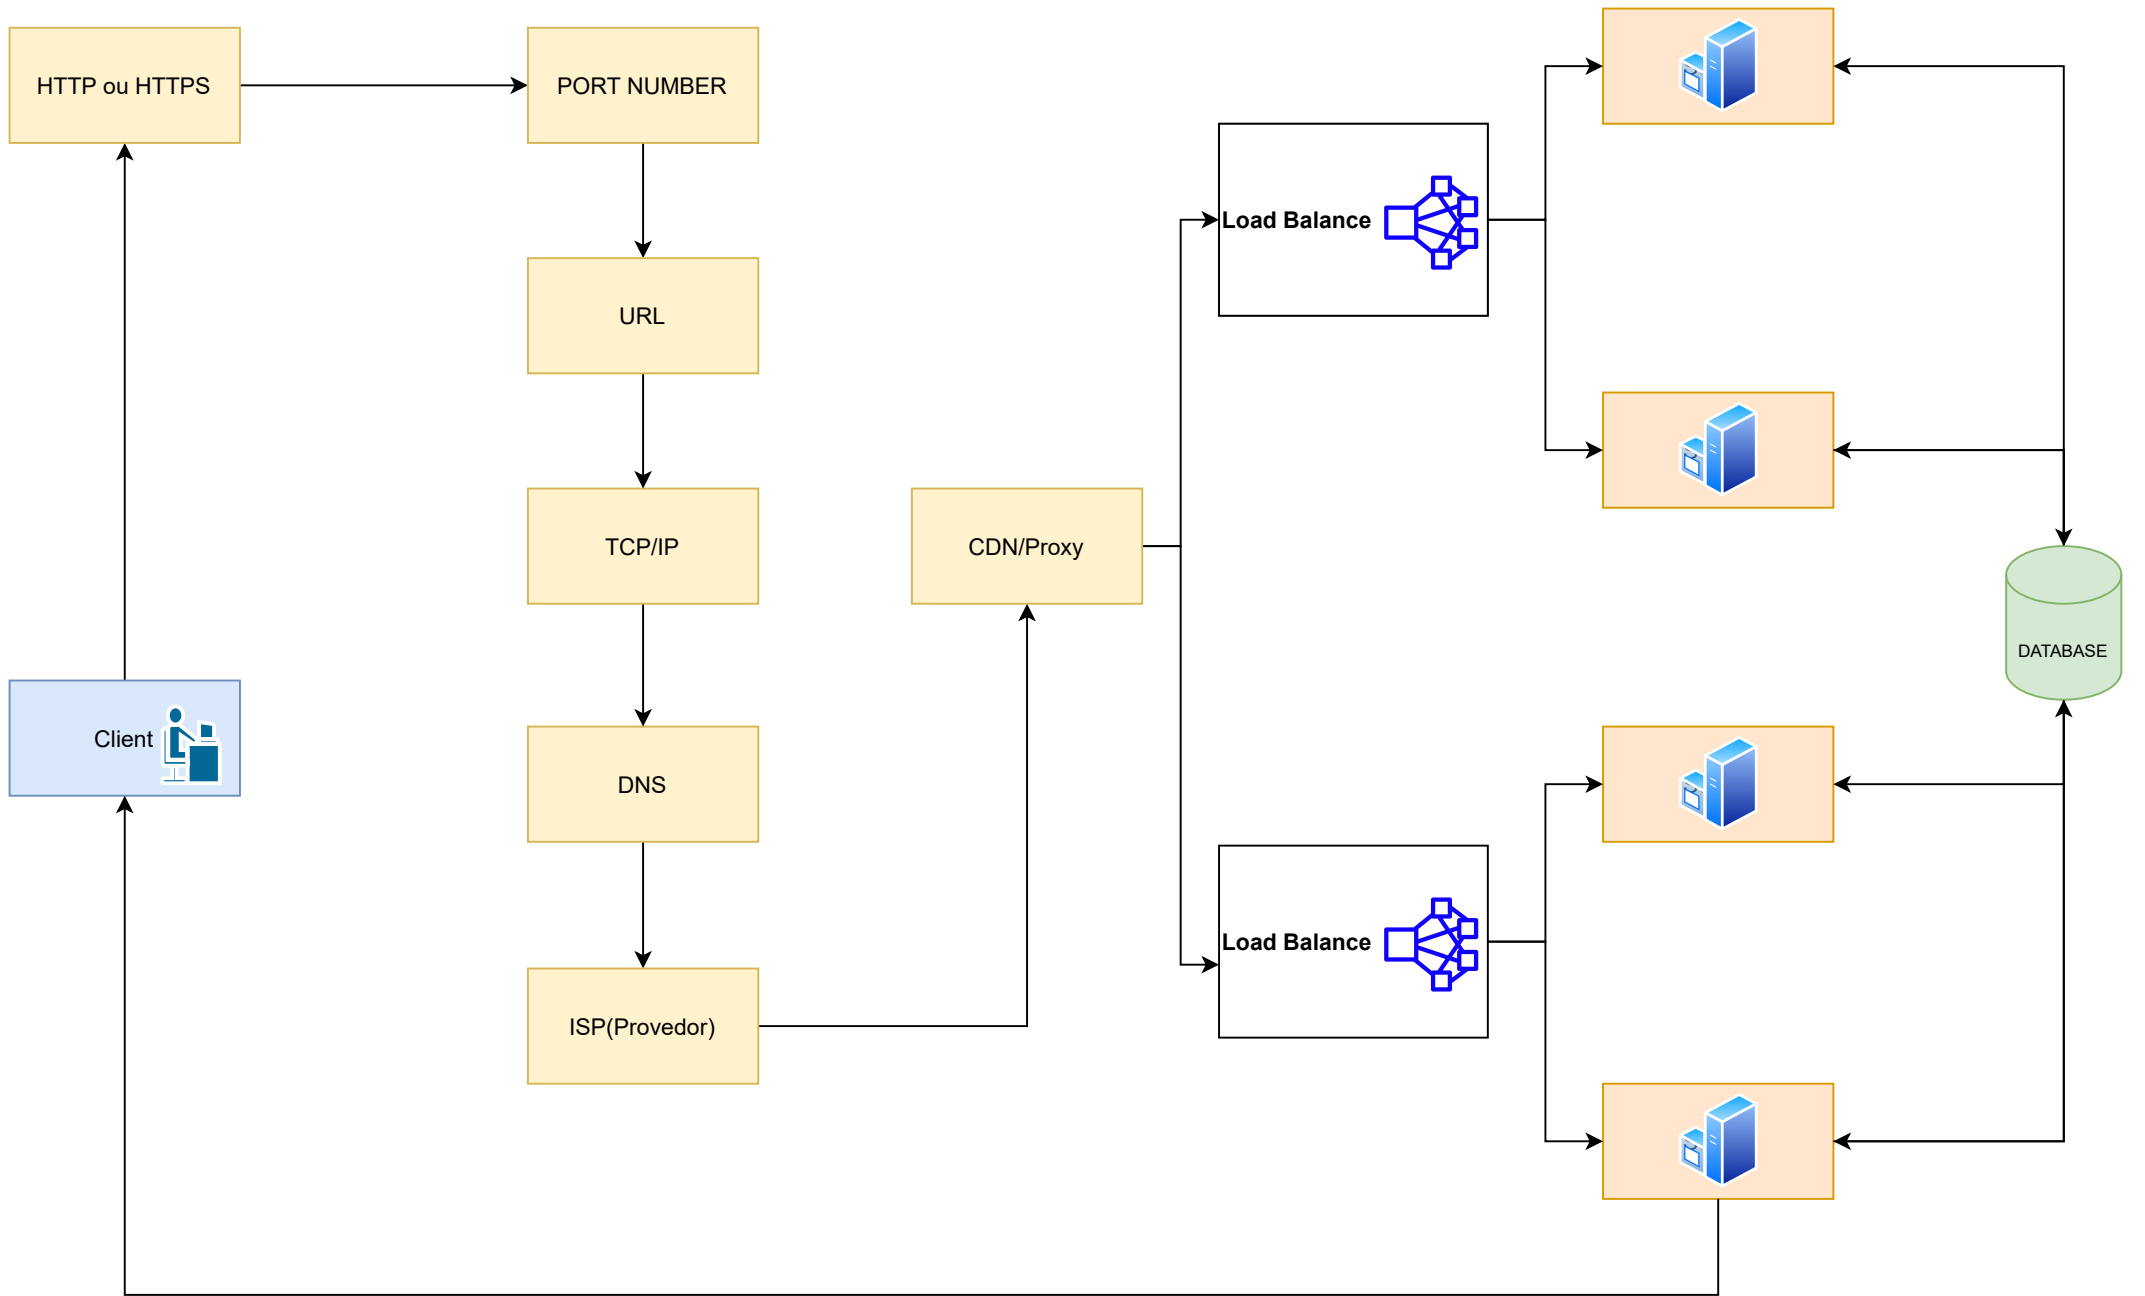 HTTP ou HTTPS
PORT NUMBER
URL
TCP/IP
DNS
ISP(Provedor)
Client
CDN/Proxy
Load Balance
Load Balance
DATABASE